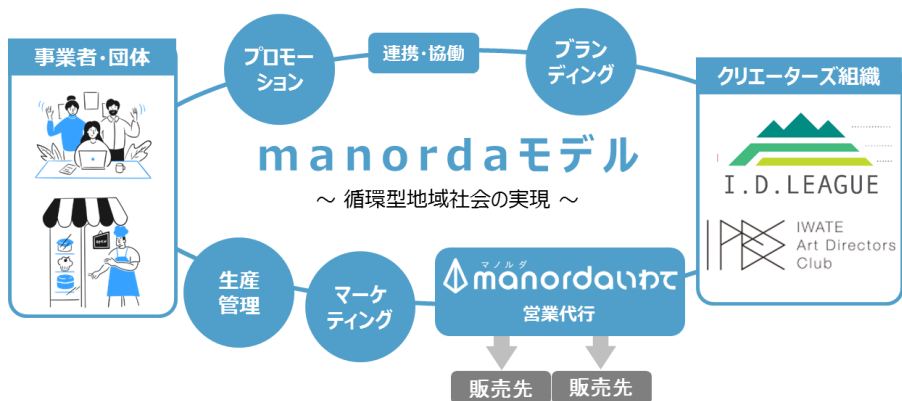 事業者・団体
プロモー
ション
連携・協働
ブラン
ディング
クリエーターズ組織
manordaモデル
～ 循環型地域社会の実現 ～
I.D.LEAGUE
IWATE
Art Directors
Club
生産
管理
マーケ
ティング
マノルダ
manordaいわて
営業代行
販売先
販売先